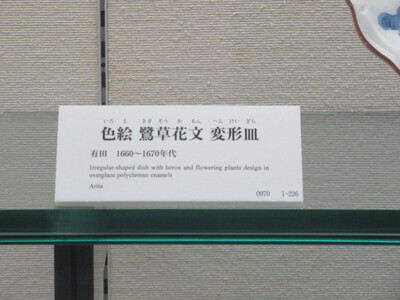 いろ え さぎ そう か もん へん けい ざら
色絵 鷺草花文 変形皿
有田 1660～1670年代
Irregular-shaped dish with heron and flowering plants design in
overglaze polychrome enamels
Arita
0070 1-226